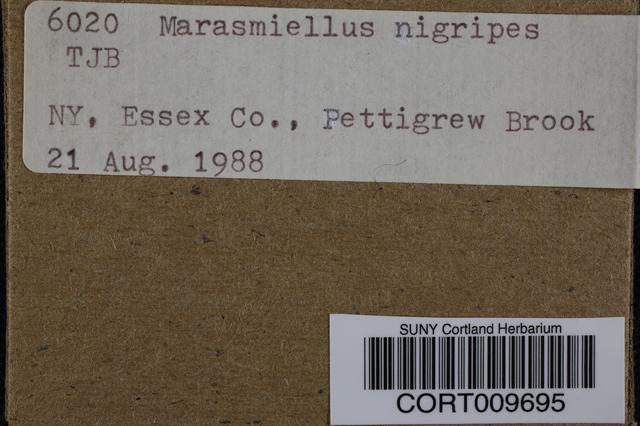 6020 Marasmiellus nigripes
TJB
NY, Essex Co., Pettigrew Brook
21 Aug. 1988
SUNY Cortland Herbarium
CORT009695